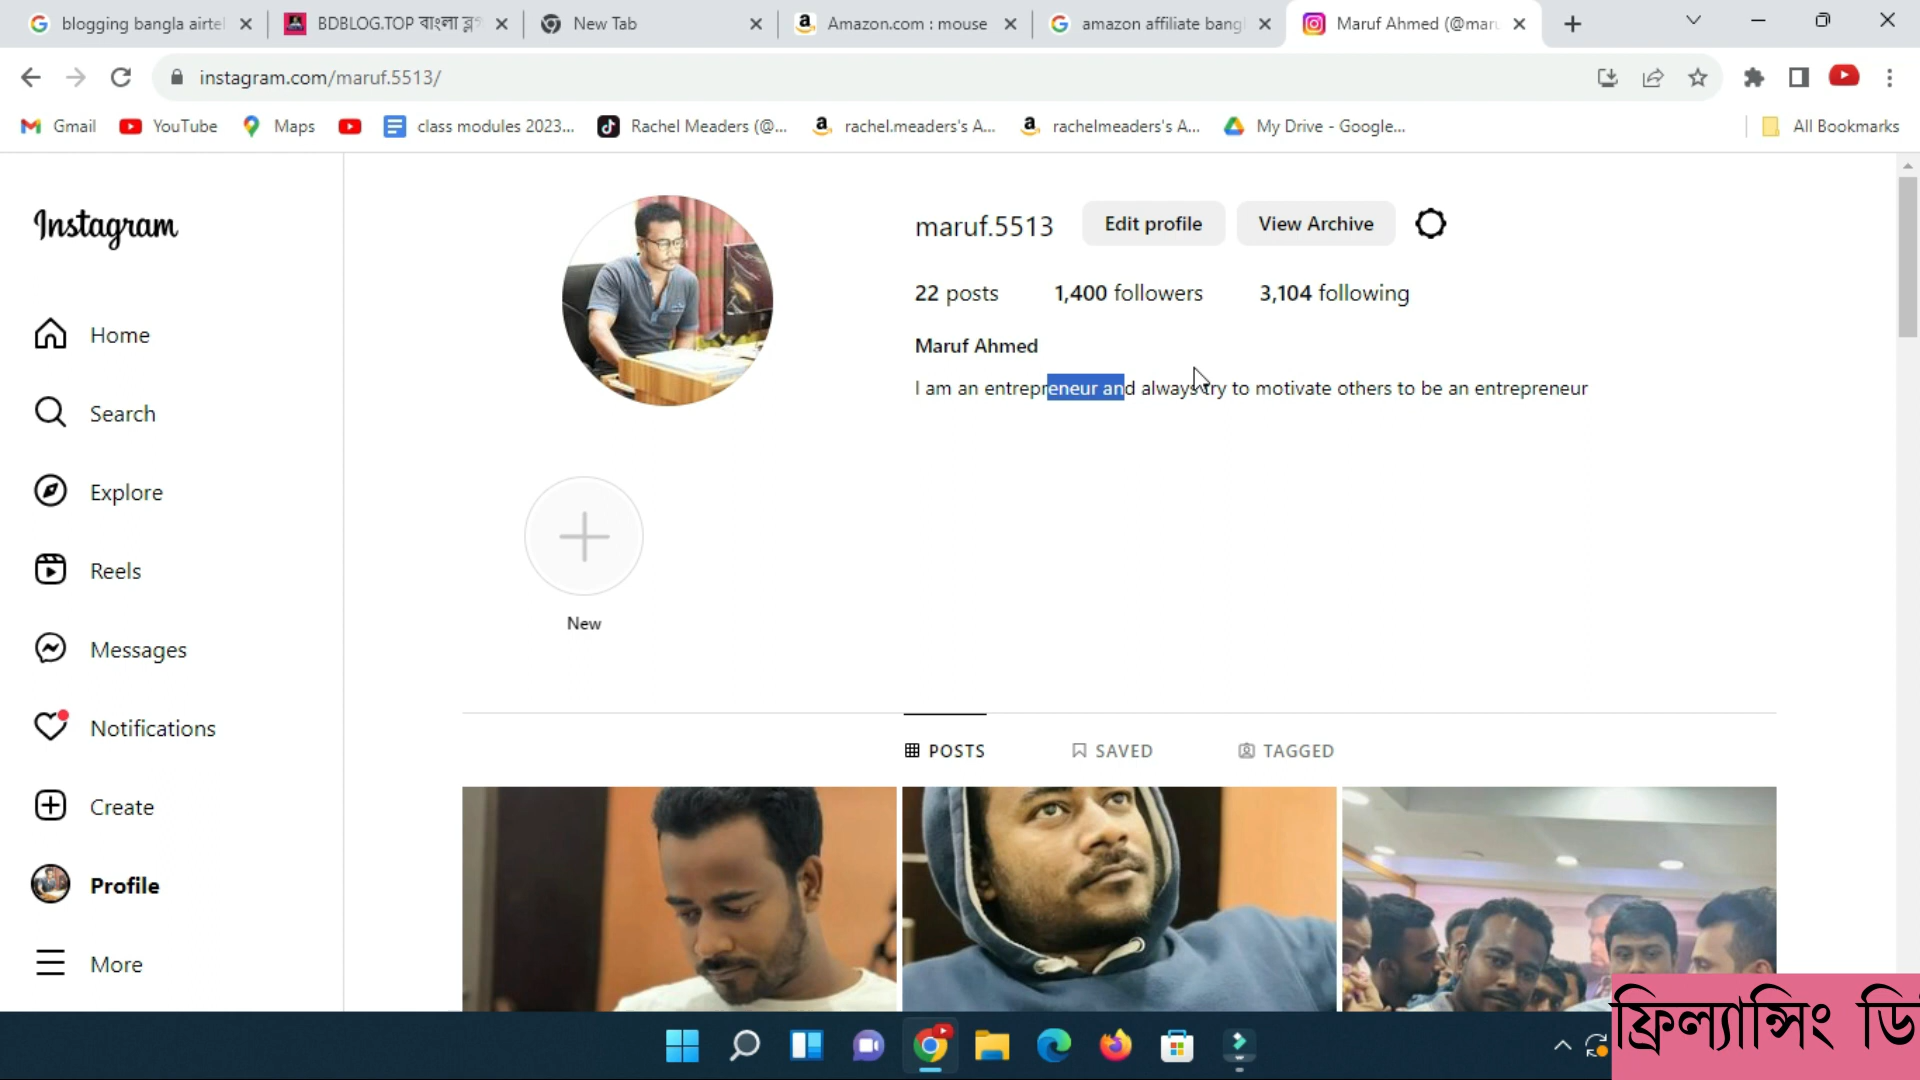 blogging bangla airte
BDBLOG.TOP বাংলা ব্লগ
New Tab
Amazon.com : mouse
amazon affiliate bang
Maruf Ahmed (@maru
instagram.com/maruf.5513/
Gmail
YouTube
Maps
class modules 2023...
Rachel Meaders (@...
rachel.meaders's A...
rachelmeaders's A...
My Drive - Google...
All Bookmarks
Instagram
Home
Search
Explore
Reels
Messages
Notifications
Create
Profile
More
maruf.5513
Edit profile
View Archive
22 posts
1,400 followers
3,104 following
Maruf Ahmed
I am an entrepreneur and always try to motivate others to be an entrepreneur
New
POSTS
SAVED
TAGGED
ফ্রিল্যান্সিং ডি